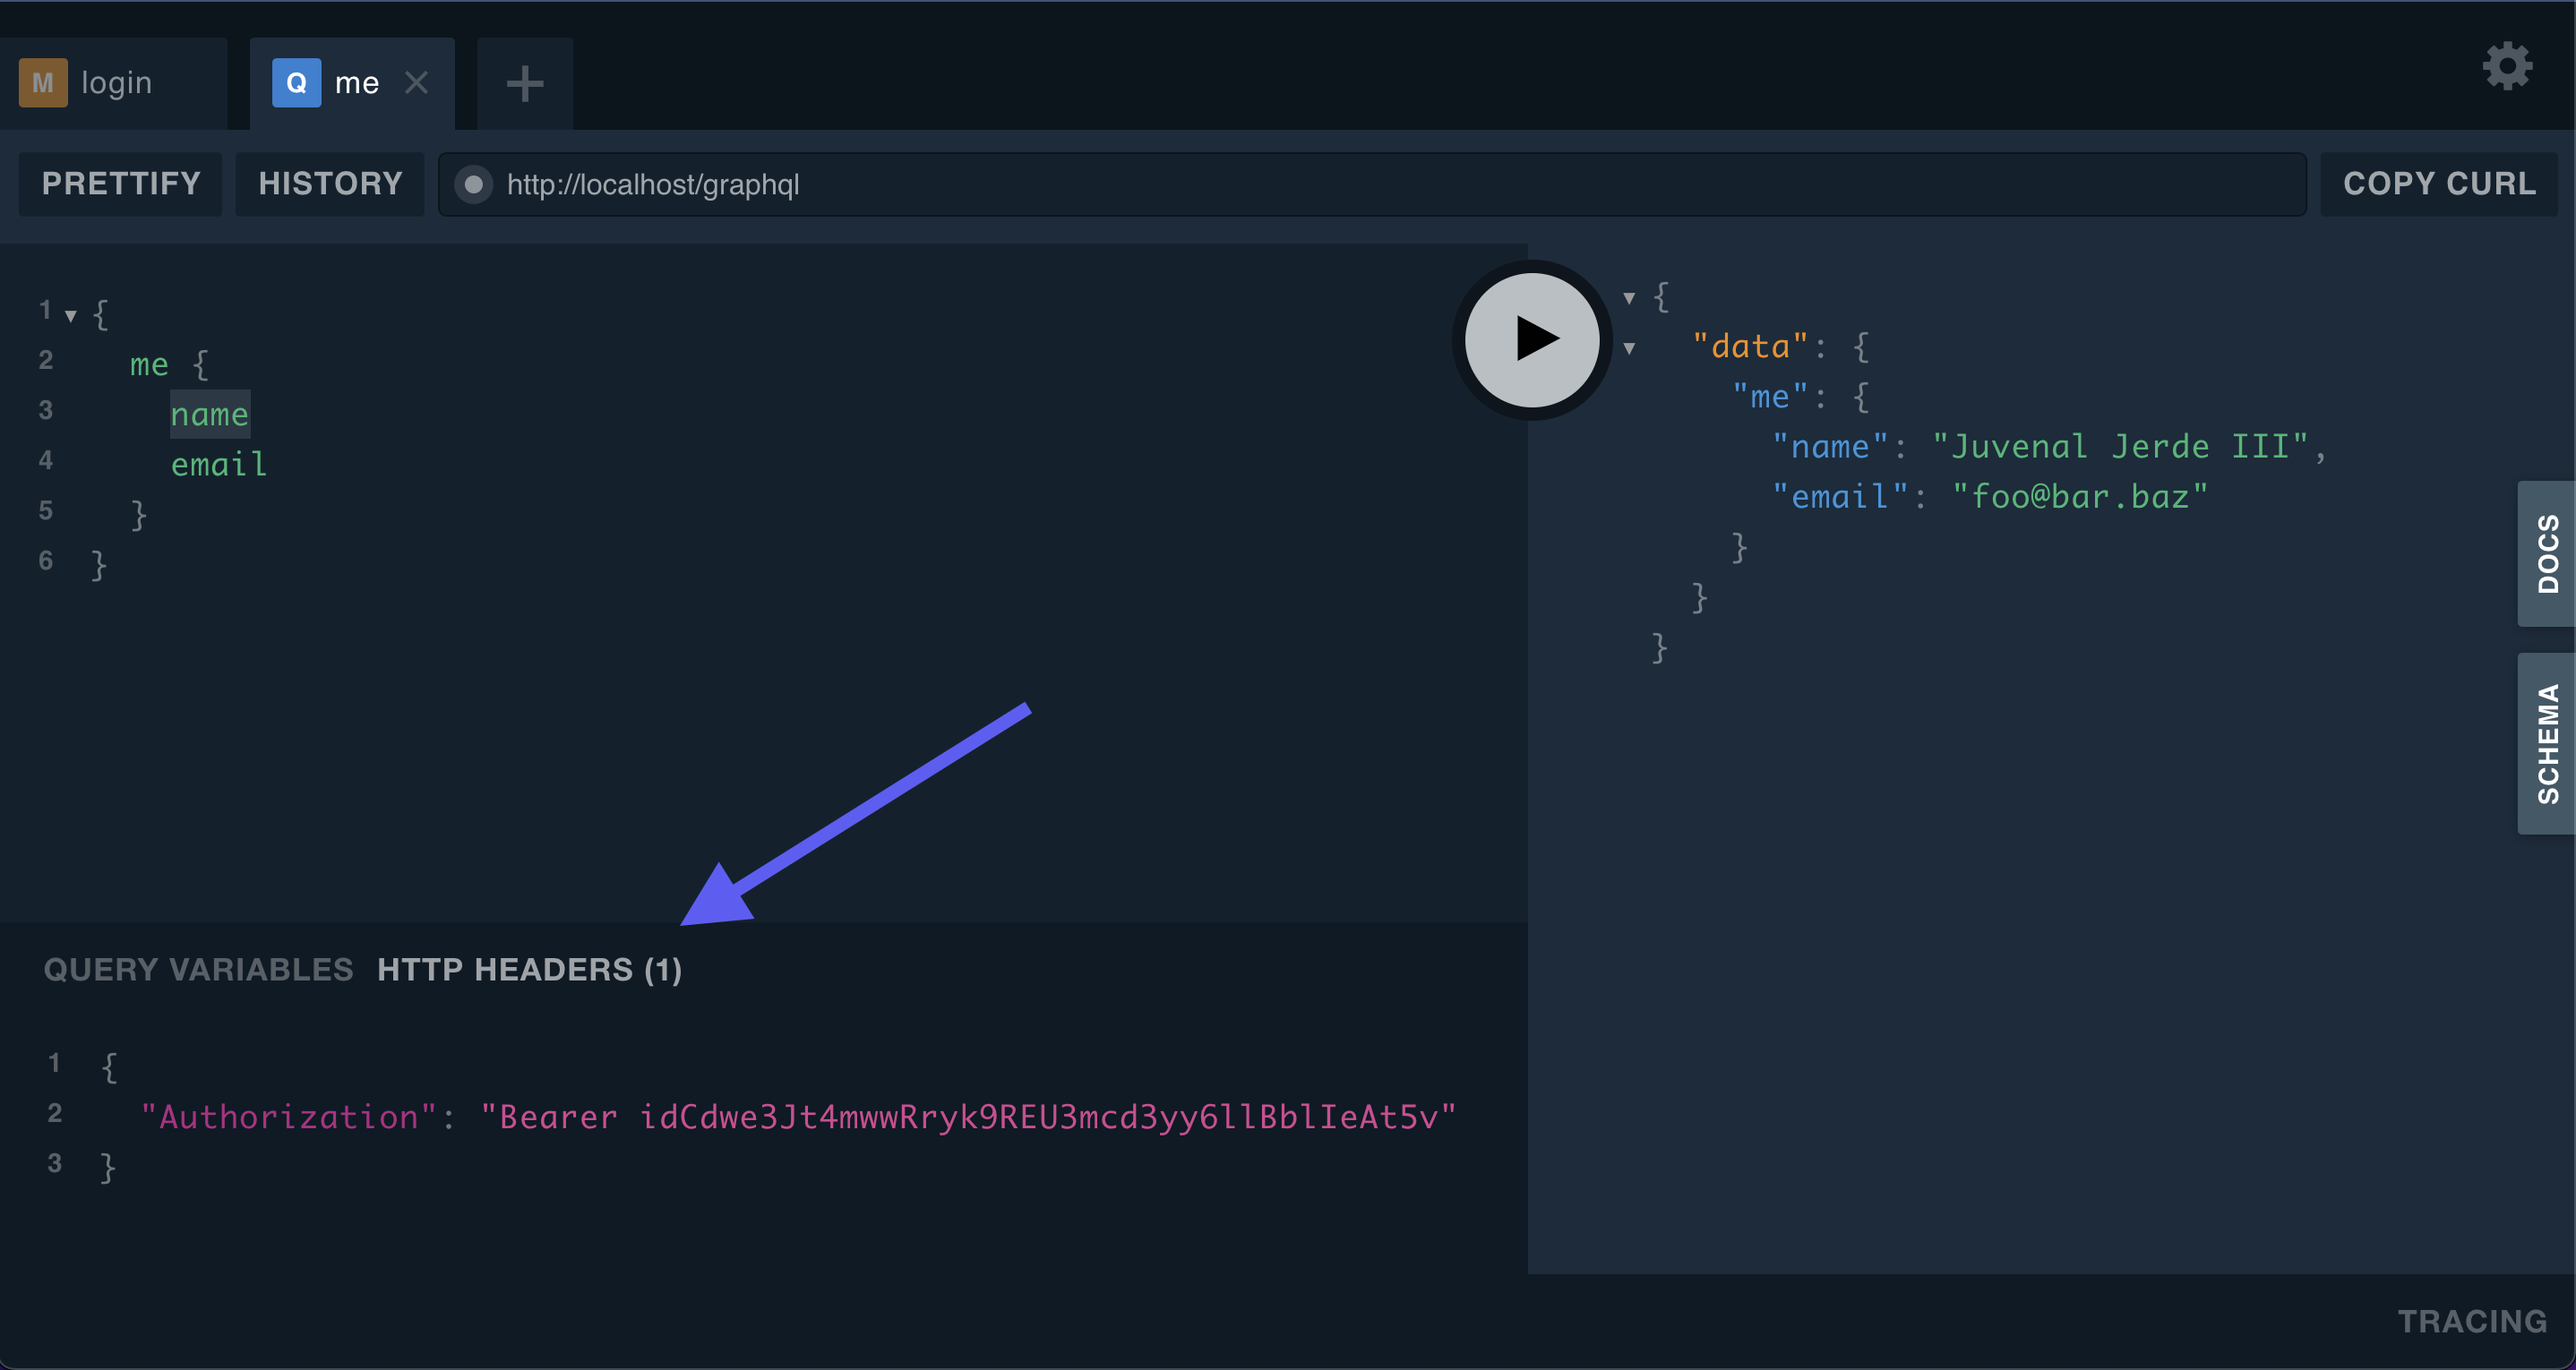 M login
Q me
PRETTIFY HISTORY http://localhost/graphql COPY CURL
1 {
2 me {
3 name
4 email
5 }
6 }
{
"data": {
"me": {
"name": "Juvenal Jerde III",
"email": "foo@bar.baz"
}
}
}
DOCS
SCHEMA
QUERY VARIABLES HTTP HEADERS (1)
1 {
2 "Authorization": "Bearer idCdwe3Jt4mwwRryk9REU3mcd3yy6llBblIeAt5v"
3 }
TRACING